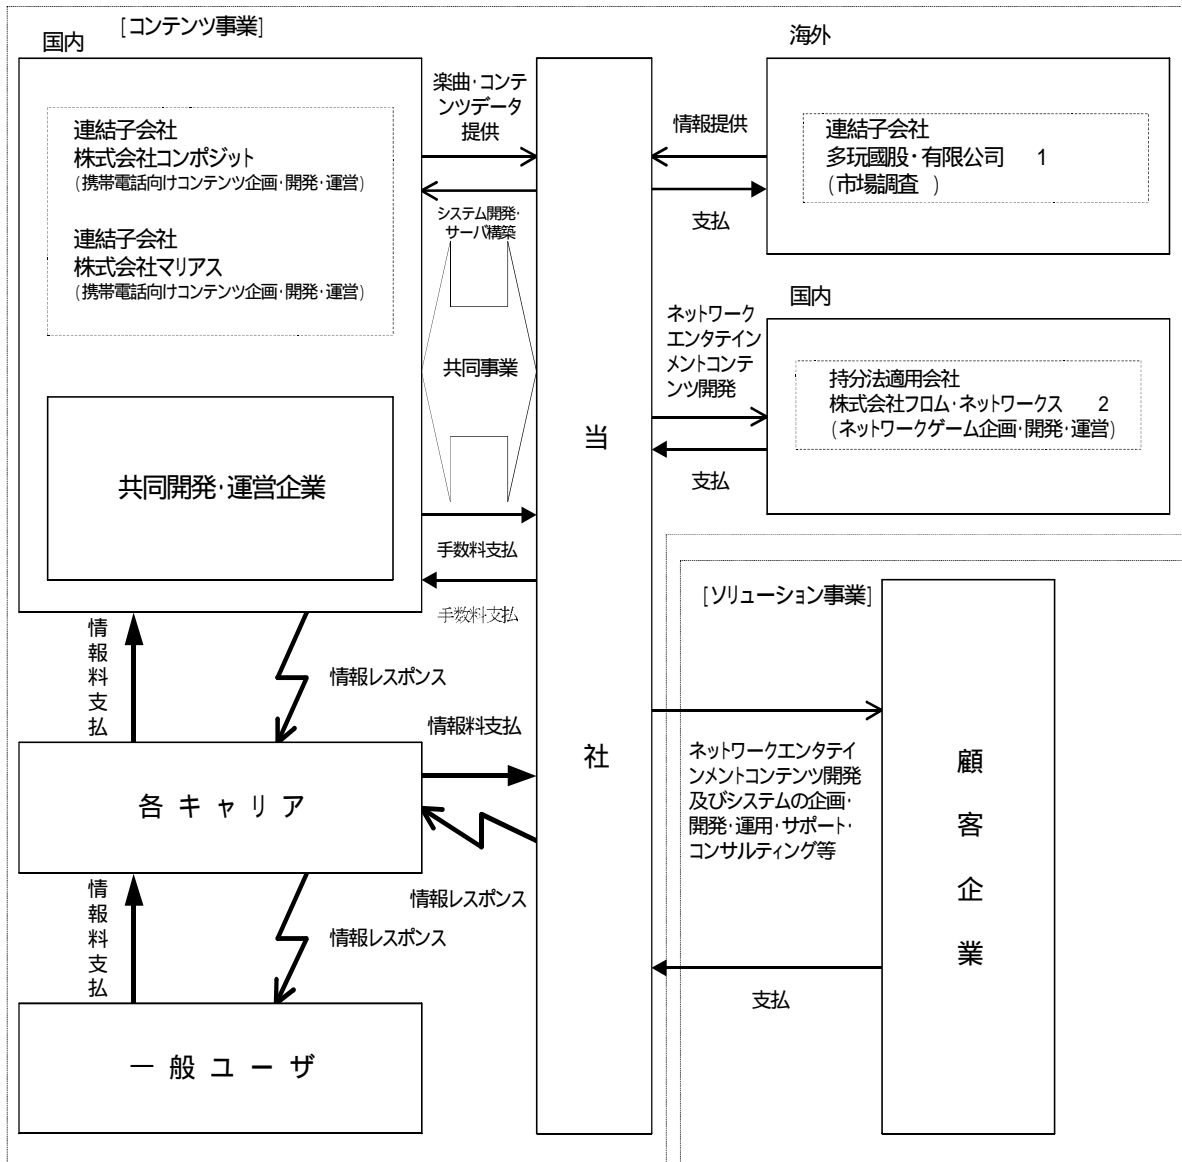 [コンテンツ事業]
国内
連結子会社
株式会社コンポジット
(携帯電話向けコンテンツ企画・開発・運営)
連結子会社
株式会社マリアス
(携帯電話向けコンテンツ企画・開発・運営)
共同開発・運営企業
楽曲・コンテ
ンツデータ
提供
システム開発・
サーバ構築
共同事業
手数料支払
手数料支払
当社
海外
情報提供
支払
連結子会社
多玩國股・有限公司 1
(市場調査 )
国内
ネットワーク
エンタテイン
メントコンテ
ンツ開発
支払
持分法適用会社
株式会社フロム・ネットワークス 2
(ネットワークゲーム企画・開発・運営)
[ソリューション事業]
ネットワークエンタテイ
ンメントコンテンツ開発
及びシステムの企画・
開発・運用・サポート・
コンサルティング等
支払
顧客企業
情報料支払
情報レスポンス
情報料支払
各キャリア
情報レスポンス
情報料支払
情報レスポンス
一般ユーザ